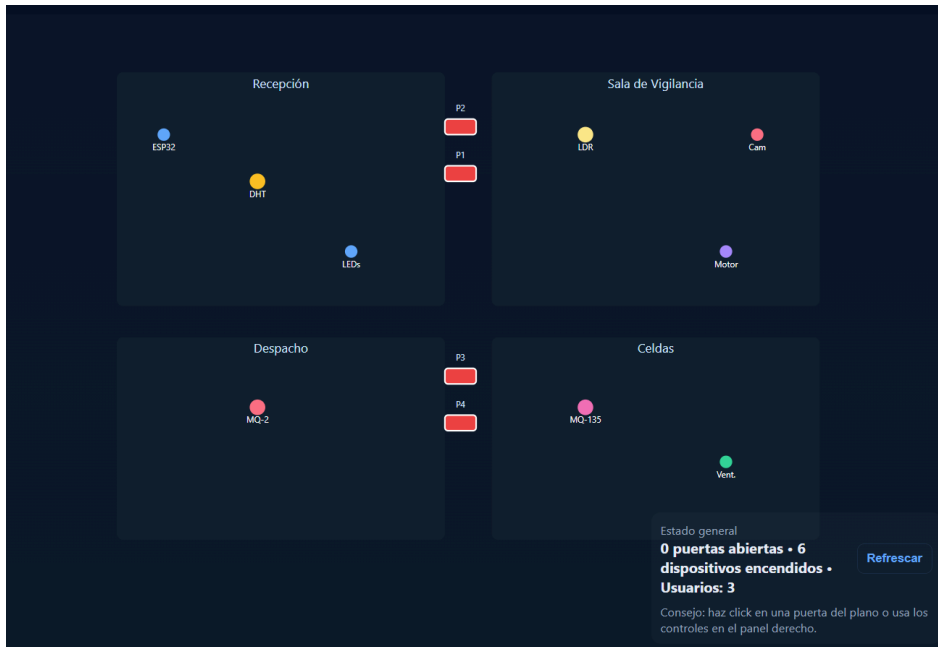 Recepción
Sala de Vigilancia
P2
ESP32
LDR
Cam
P1
DHT
LEDs
Motor
Despacho
Celdas
P3
P4
MQ-2
MQ-135
Vent.
Estado general
0 puertas abiertas • 6
dispositivos encendidos •
Usuarios: 3
Refrescar
Consejo: haz click en una puerta del plano o usa los
controles en el panel derecho.